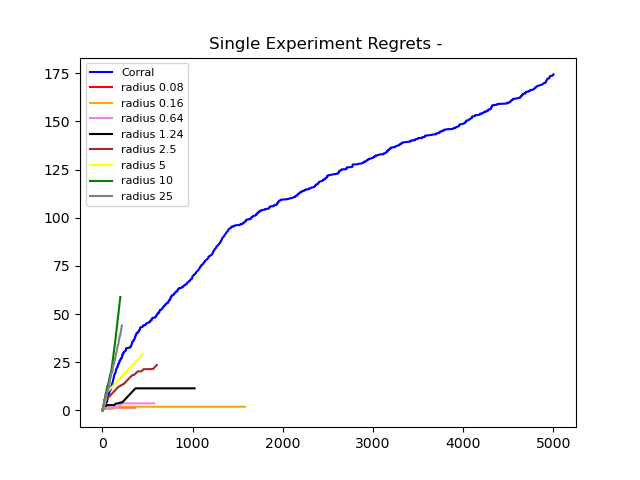 Single Experiment Regrets -
Corral
radius 0.08
radius 0.16
radius 0.64
radius 1.24
radius 2.5
radius 5
radius 10
radius 25
175
150
125
100
75
50
25
0
0 1000 2000 3000 4000 5000